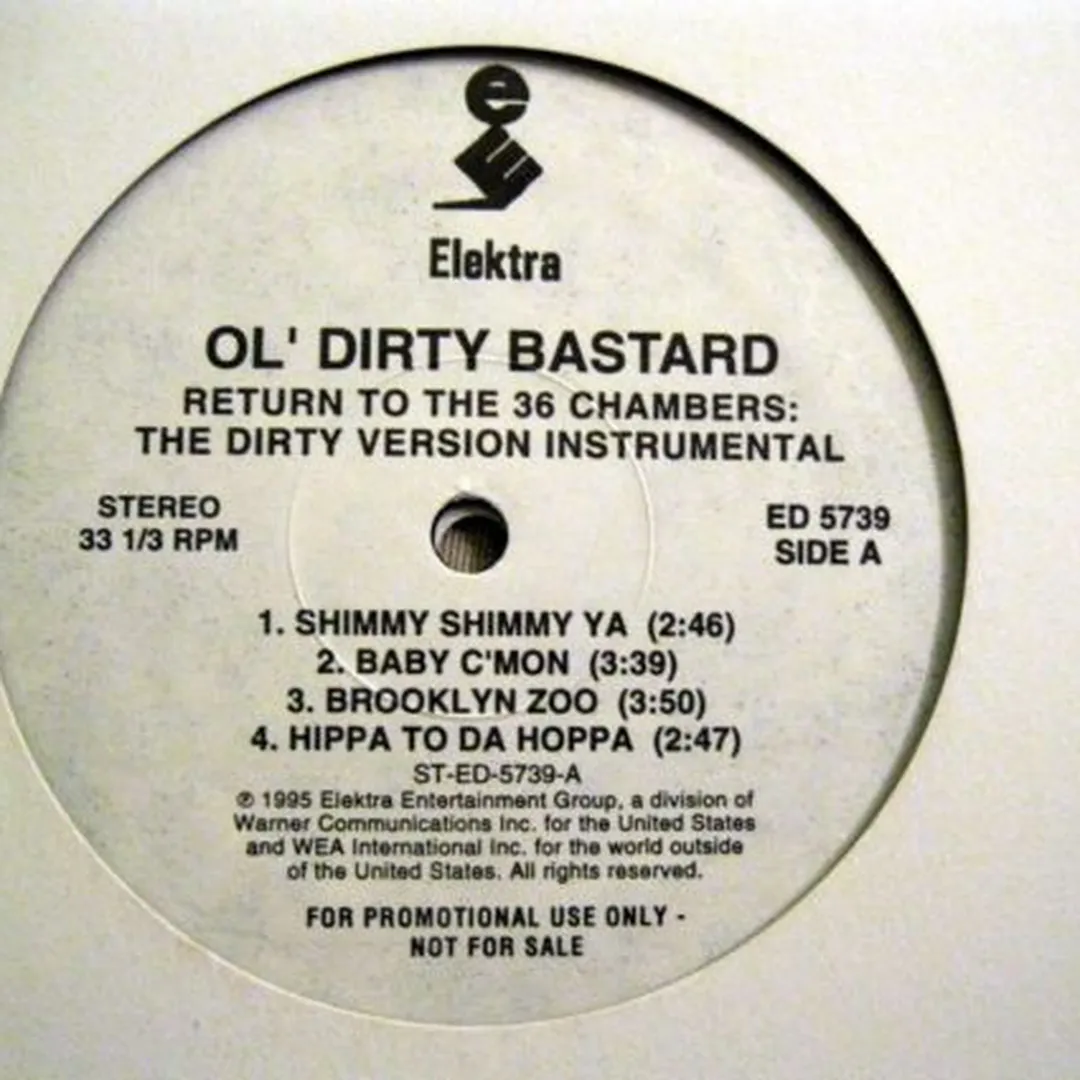 e
E
Elektra
OL' DIRTY BASTARD
RETURN TO THE 36 CHAMBERS:
THE DIRTY VERSION INSTRUMENTAL
STEREO
33 1/3 RPM
ED 5739
SIDE A
1. SHIMMY SHIMMY YA (2:46)
2. BABY C'MON (3:39)
3. BROOKLYN ZOO (3:50)
4. HIPPA TO DA HOPPA (2:47)
ST-ED-5739-A
℗ 1995 Elektra Entertainment Group, a division of
Warner Communications Inc. for the United States
and WEA International Inc. for the world outside
of the United States. All rights reserved.
FOR PROMOTIONAL USE ONLY -
NOT FOR SALE